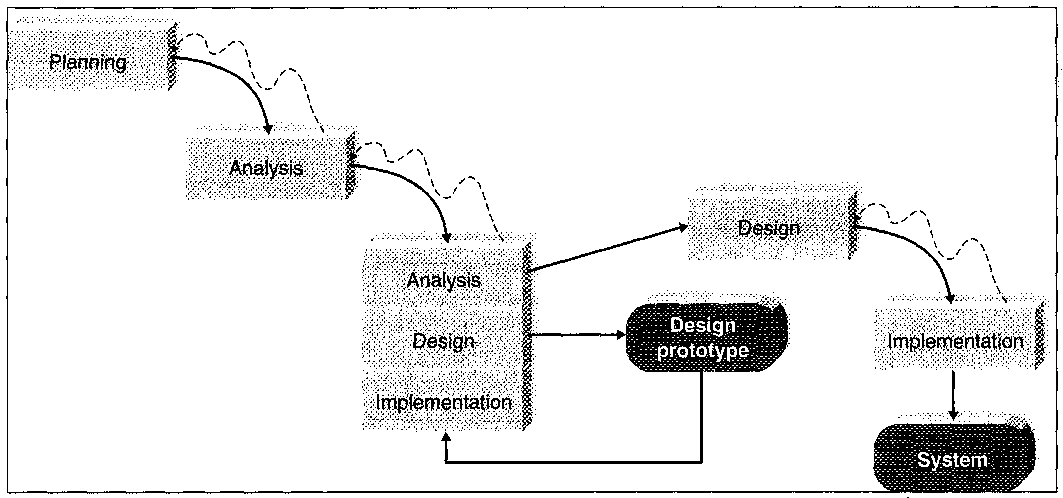 Planning
Analysis
Analysis
Design
Implementation
Design
prototype
Design
Implementation
System